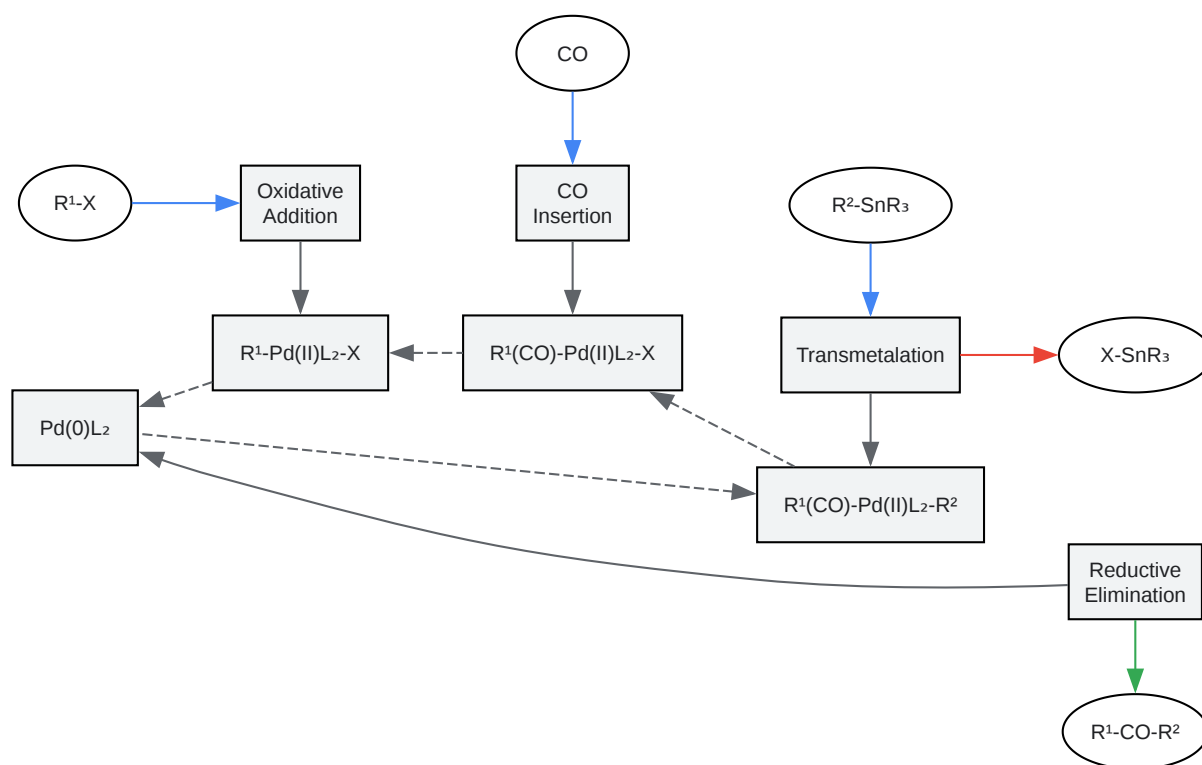 CO
R¹-X
Oxidative
Addition
CO
Insertion
R²-SnR₃
R¹-Pd(II)L₂-X
R¹(CO)-Pd(II)L₂-X
Transmetalation
X-SnR₃
Pd(0)L₂
R¹(CO)-Pd(II)L₂-R²
Reductive
Elimination
R¹-CO-R²